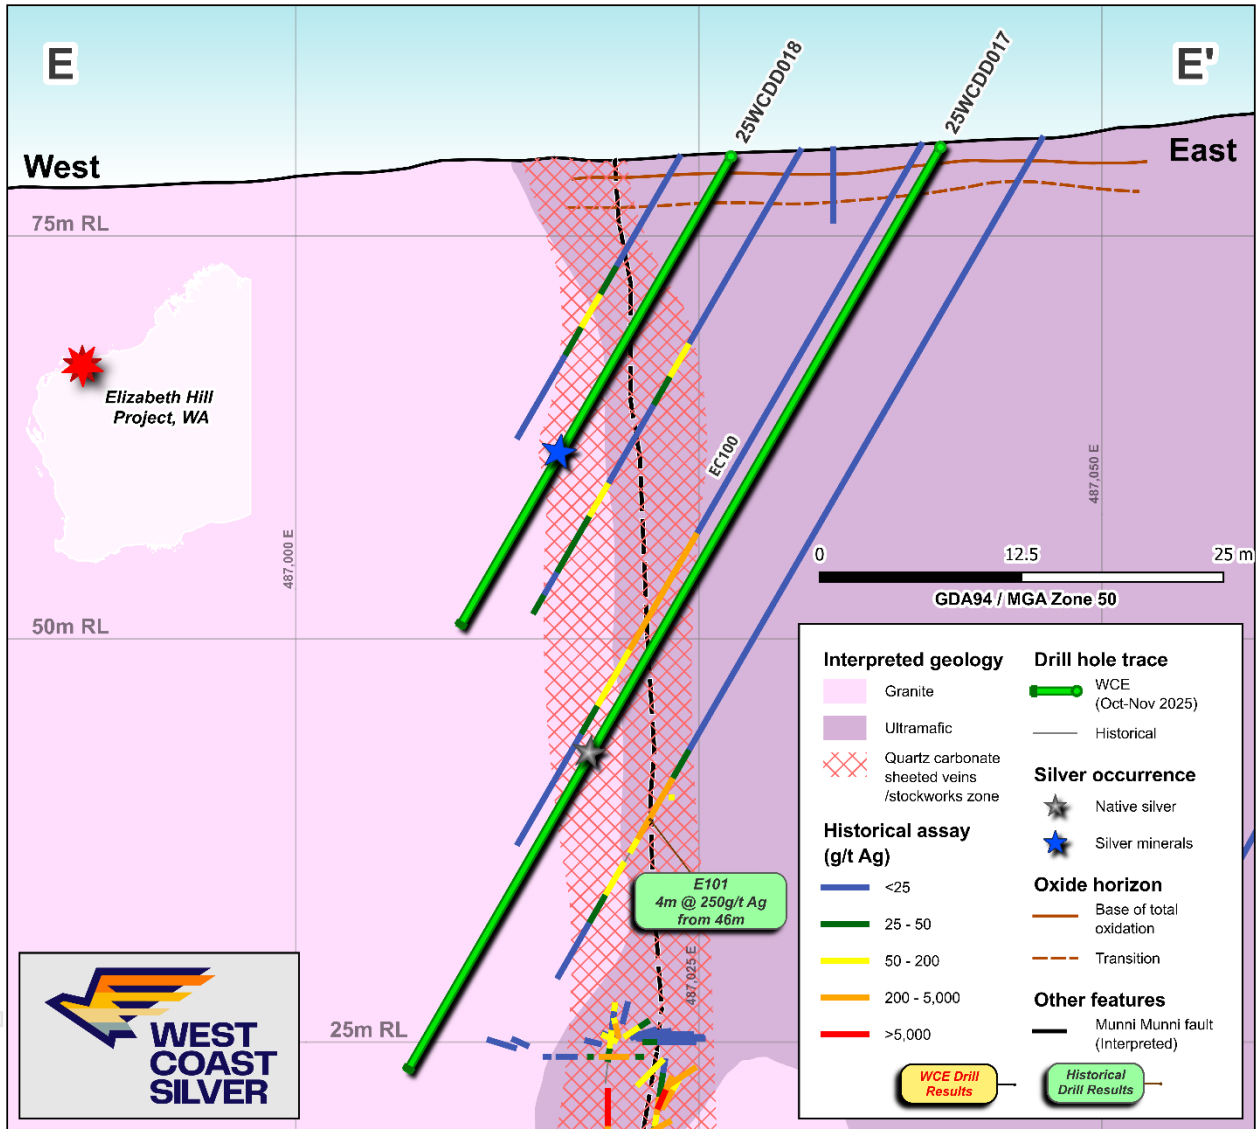 E
E'
25WCDD018
25WCDD017
West
East
75m RL
Elizabeth Hill
Project, WA
487,000 E
EC100
487,050 E
0 12.5 25 m
GDA94 / MGA Zone 50
50m RL
E101
4m @ 250g/t Ag
from 46m
487,025 E
25m RL
WEST
COAST
SILVER
Interpreted geology
Granite
Ultramafic
Quartz carbonate
sheeted veins
/stockworks zone
Historical assay
(g/t Ag)
<25
25 - 50
50 - 200
200 - 5,000
>5,000
Drill hole trace
WCE
(Oct-Nov 2025)
Historical
Silver occurrence
Native silver
Silver minerals
Oxide horizon
Base of total
oxidation
Transition
Other features
Munni Munni fault
(Interpreted)
WCE Drill
Results
Historical
Drill Results